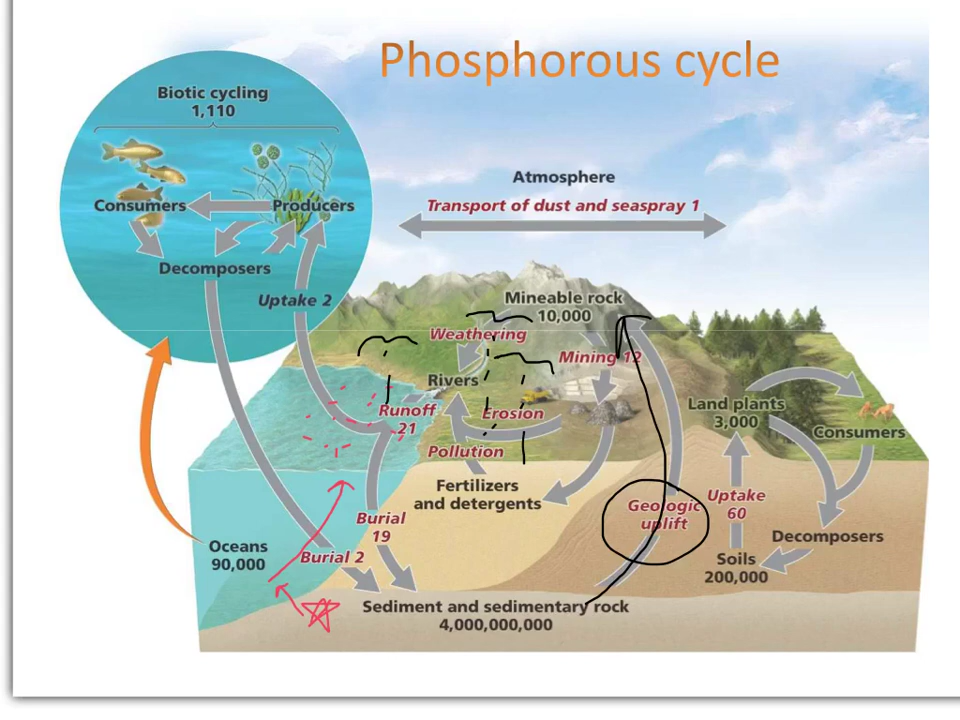 Phosphorous cycle
Biotic cycling
1,110
Consumers
Producers
Decomposers
Uptake 2
Atmosphere
Transport of dust and seaspray 1
Mineable rock
10,000
Weathering
Mining 12
Rivers
Runoff
21
Erosion
Pollution
Fertilizers
and detergents
Land plants
3,000
Consumers
Geologic
uplift
Uptake
60
Decomposers
Soils
200,000
Burial
19
Oceans
90,000
Burial 2
Sediment and sedimentary rock
4,000,000,000